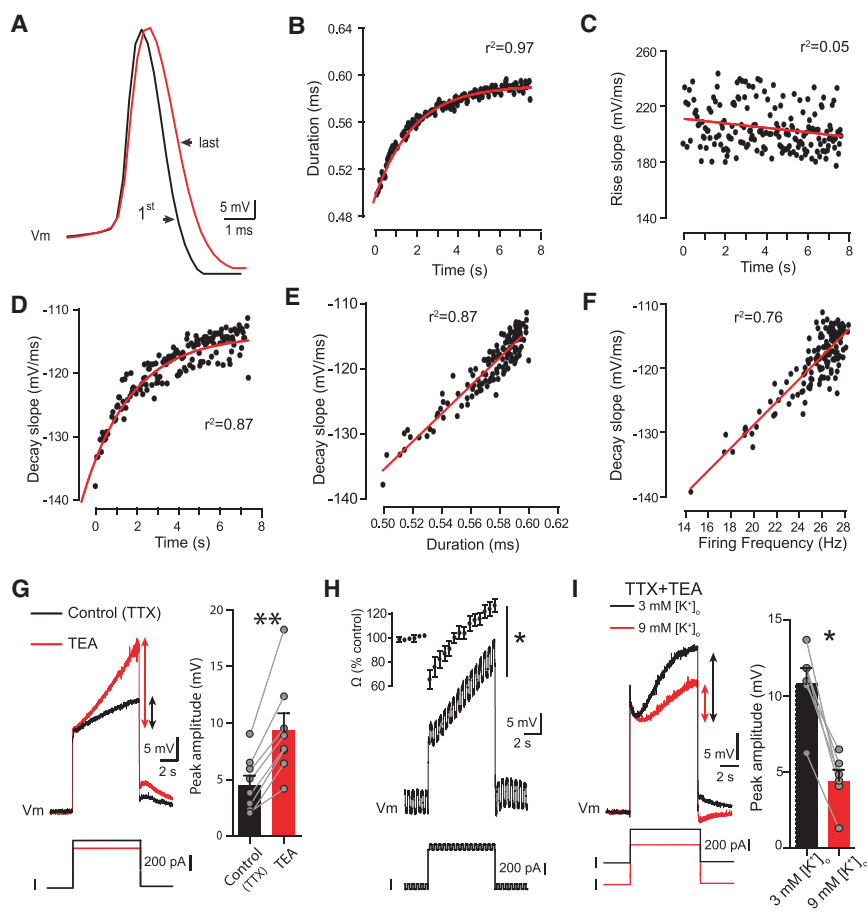 A
Vm
1st
last
5 mV
1 ms
B
r²=0.97
Duration (ms)
0.64
0.60
0.56
0.52
0.48
0 2 4 6 8
Time (s)
C
r²=0.05
Rise slope (mV/ms)
260
220
180
140
0 2 4 6 8
Time (s)
D
r²=0.87
Decay slope (mV/ms)
-110
-120
-130
-140
0 2 4 6 8
Time (s)
E
r²=0.87
Decay slope (mV/ms)
-110
-120
-130
-140
0.50 0.52 0.54 0.56 0.58 0.60 0.62
Duration (ms)
F
r²=0.76
Decay slope (mV/ms)
-110
-120
-130
-140
14 16 18 20 22 24 26 28
Firing Frequency (Hz)
G
Control (TTX)
TEA
5 mV
2 s
Vm
I
200 pA
**
Peak amplitude (mV)
20
15
10
5
0
Control
(TTX)
TEA
H
Ω (% control)
120
100
80
60
*
5 mV
2 s
Vm
I
200 pA
I
TTX+TEA
3 mM [K⁺]o
9 mM [K⁺]o
5 mV
2 s
Vm
I
200 pA
*
Peak amplitude (mV)
15
10
5
0
3 mM [K⁺]o
9 mM [K⁺]o